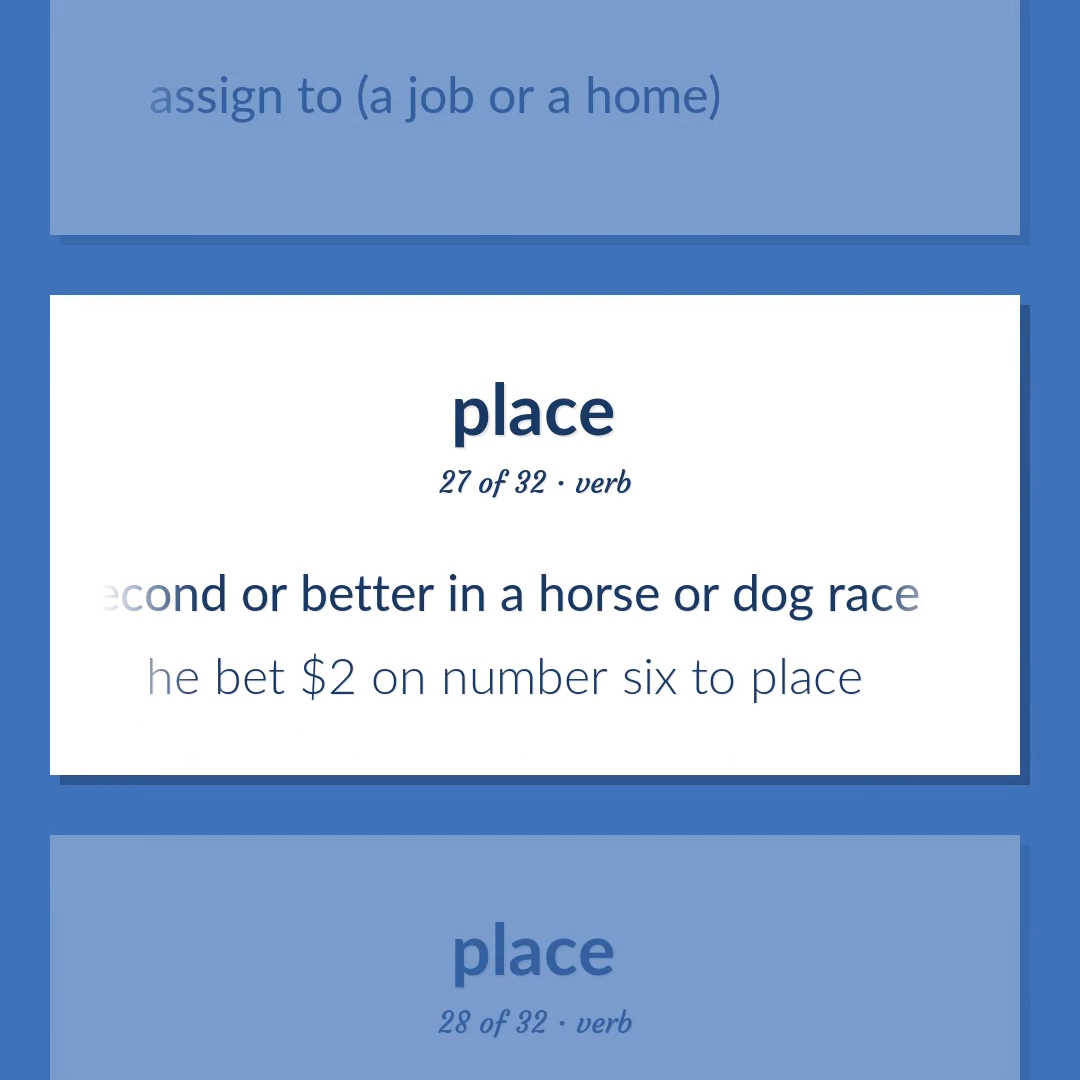 assign to (a job or a home)
place
27 of 32 · verb
econd or better in a horse or dog race
he bet $2 on number six to place
place
28 of 32 · verb